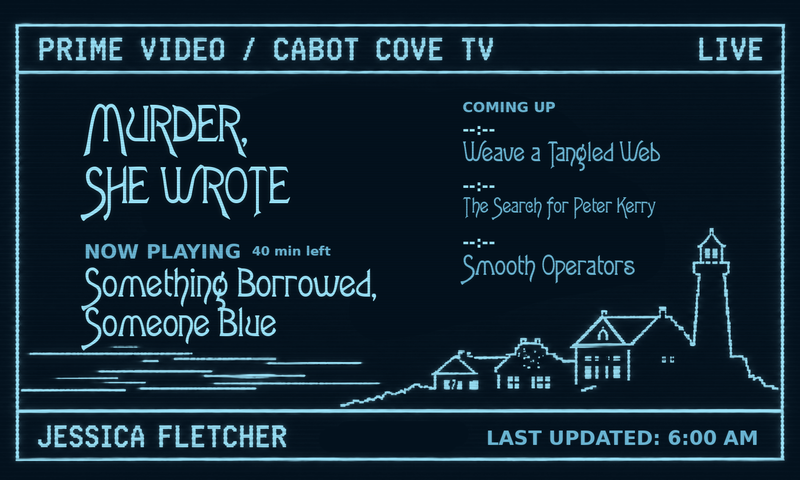 PRIME VIDEO / CABOT COVE TV
LIVE
MURDER,
SHE WROTE
NOW PLAYING 40 min left
Something Borrowed,
Someone Blue
COMING UP
--:--
Weave a Tangled Web
--:--
The Search for Peter Kerry
--:--
Smooth Operators
JESSICA FLETCHER
LAST UPDATED: 6:00 AM